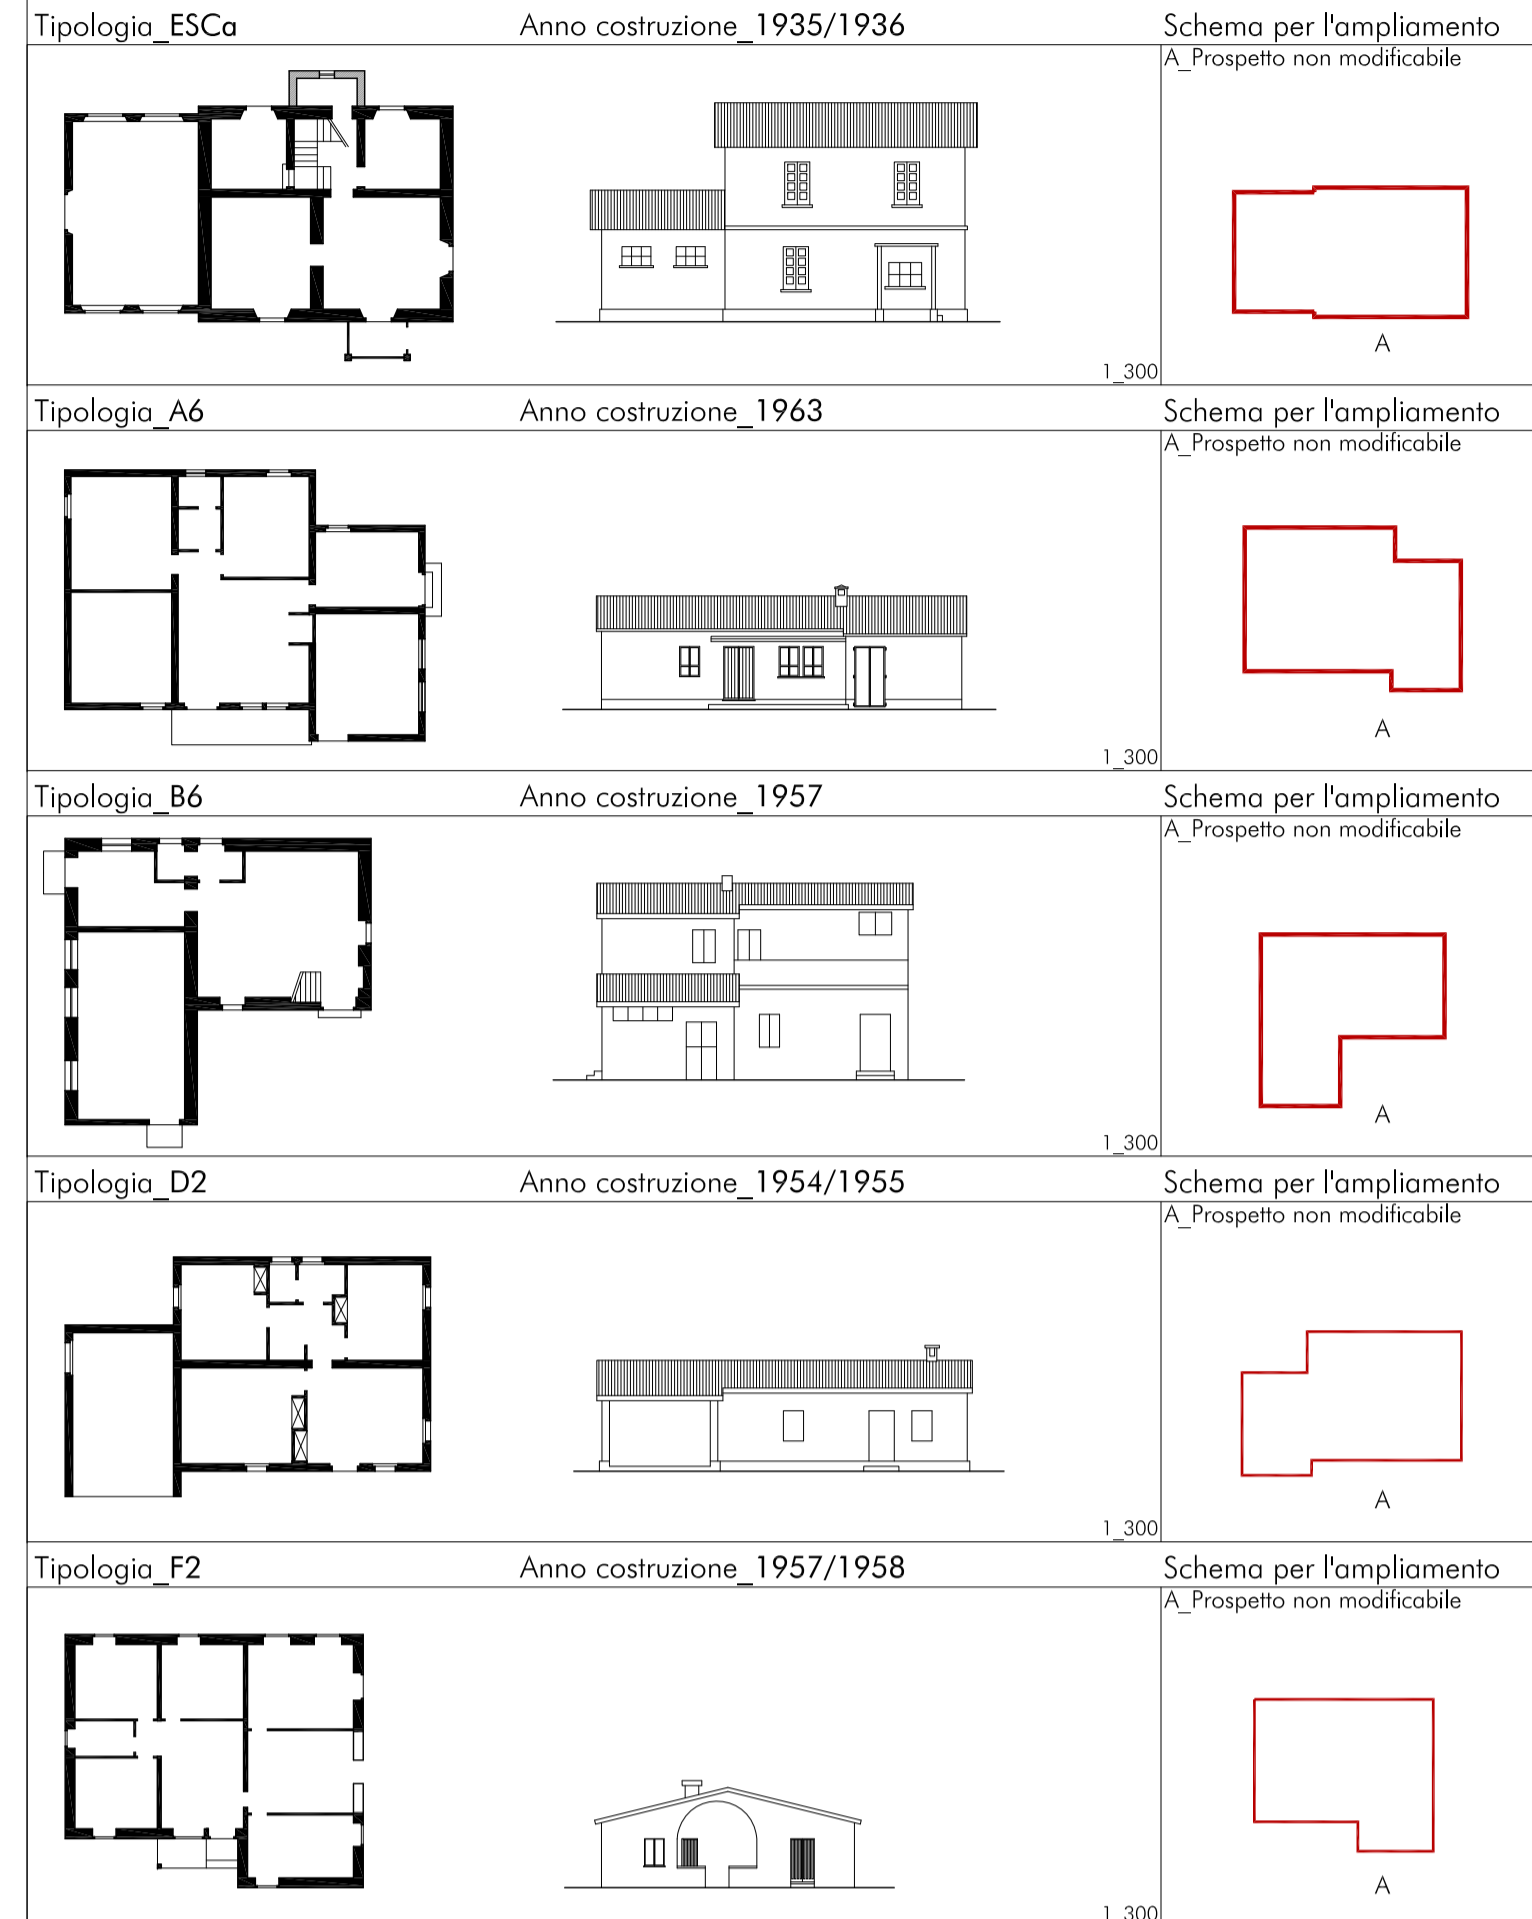 Tipologia_ESCa Anno costruzione_1935/1936 Schema per l'ampliamento
A_Prospetto non modificabile
A
1_300
Tipologia_A6 Anno costruzione_1963 Schema per l'ampliamento
A_Prospetto non modificabile
A
1_300
Tipologia_B6 Anno costruzione_1957 Schema per l'ampliamento
A_Prospetto non modificabile
A
1_300
Tipologia_D2 Anno costruzione_1954/1955 Schema per l'ampliamento
A_Prospetto non modificabile
A
1_300
Tipologia_F2 Anno costruzione_1957/1958 Schema per l'ampliamento
A_Prospetto non modificabile
A
1_300